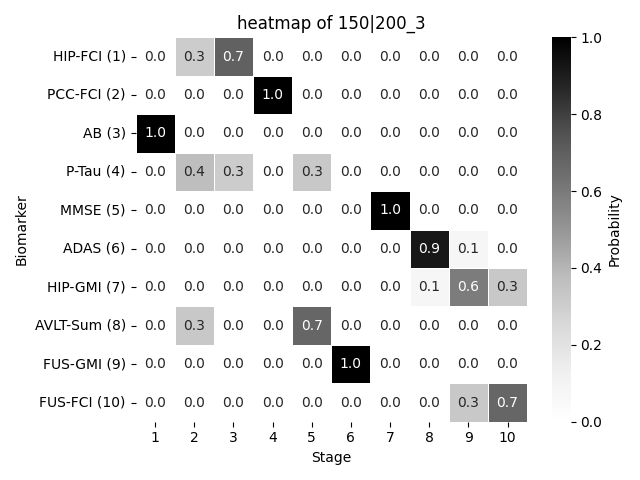 heatmap of 150|200_3
HIP-FCI (1) 0.0 0.3 0.7 0.0 0.0 0.0 0.0 0.0 0.0 0.0
PCC-FCI (2) 0.0 0.0 0.0 1.0 0.0 0.0 0.0 0.0 0.0 0.0
AB (3) 1.0 0.0 0.0 0.0 0.0 0.0 0.0 0.0 0.0 0.0
P-Tau (4) 0.0 0.4 0.3 0.0 0.3 0.0 0.0 0.0 0.0 0.0
MMSE (5) 0.0 0.0 0.0 0.0 0.0 0.0 1.0 0.0 0.0 0.0
ADAS (6) 0.0 0.0 0.0 0.0 0.0 0.0 0.0 0.9 0.1 0.0
HIP-GMI (7) 0.0 0.0 0.0 0.0 0.0 0.0 0.0 0.1 0.6 0.3
AVLT-Sum (8) 0.0 0.3 0.0 0.0 0.7 0.0 0.0 0.0 0.0 0.0
FUS-GMI (9) 0.0 0.0 0.0 0.0 0.0 1.0 0.0 0.0 0.0 0.0
FUS-FCI (10) 0.0 0.0 0.0 0.0 0.0 0.0 0.0 0.0 0.3 0.7
1 2 3 4 5 6 7 8 9 10
Stage
Biomarker
1.0
0.8
0.6
0.4
0.2
0.0
Probability